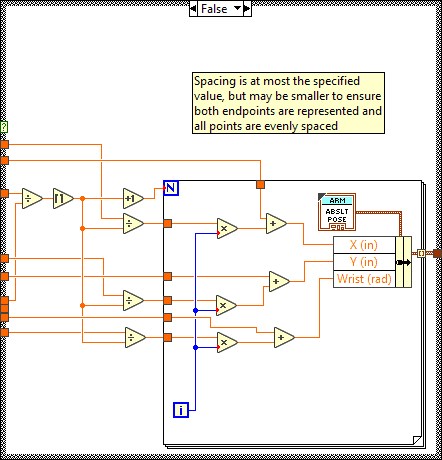 False
Spacing is at most the specified
value, but may be smaller to ensure
both endpoints are represented and
all points are evenly spaced
?
+1
N
ARM
ABSLT
POSE
÷
÷
×
+
X (in)
Y (in)
Wrist (rad)
+
÷
×
÷
×
+
i